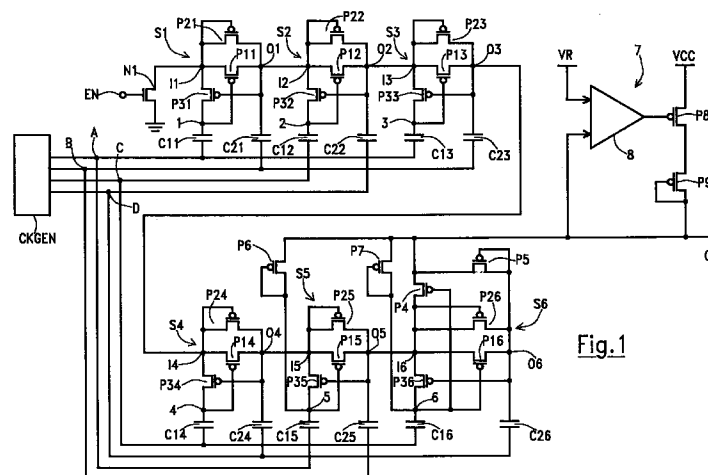 P21
P22
P23
S1
P11
O1
S2
P12
O2
S3
P13
O3
N1
I1
I2
I3
EN
P31
P32
P33
1
2
3
C11
C21
C12
C22
C13
C23
B
A
C
D
CKGEN
VR
7
VCC
P8
8
P9
O
P6
P7
P5
S5
P4
P24
P25
P26
S4
P14
O4
P15
O5
P16
S6
I4
I5
I6
O6
P34
P35
P36
4
5
6
C14
C24
C15
C25
C16
C26
Fig.1